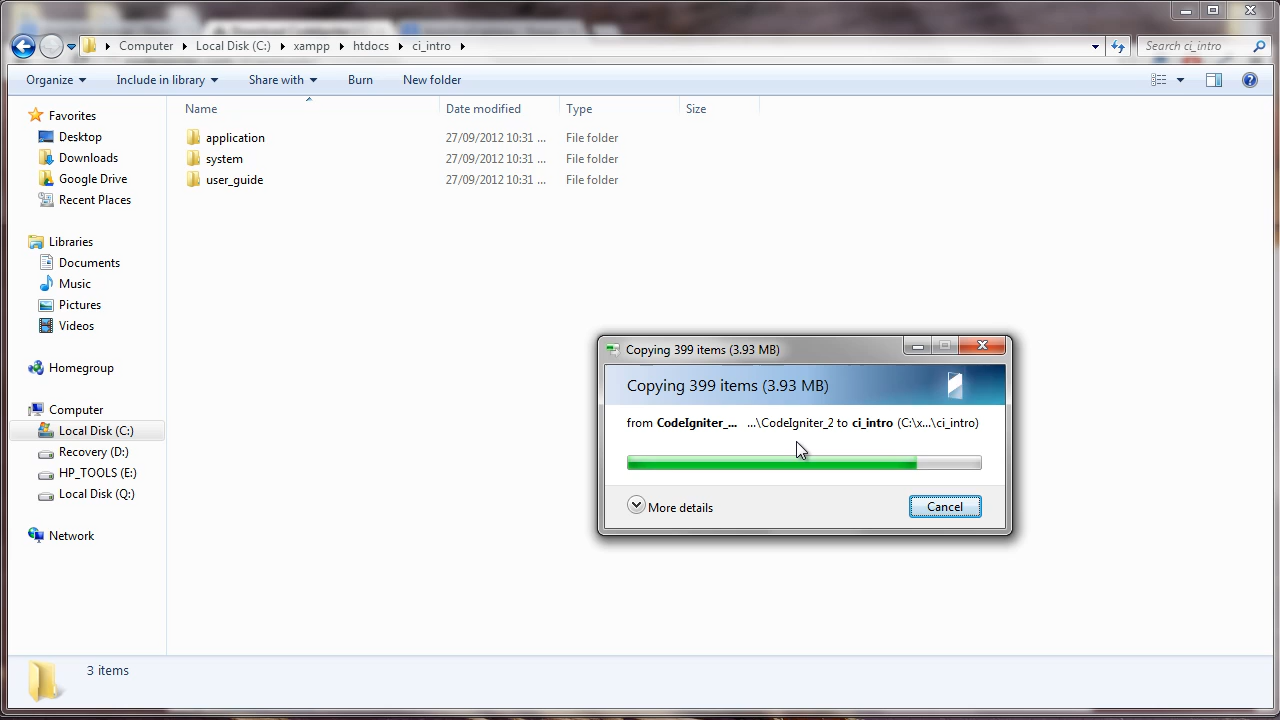 Computer Local Disk (C:) xampp htdocs ci_intro Search ci_intro
Organize Include in library Share with Burn New folder
Name Date modified Type Size
application 27/09/2012 10:31 ... File folder
system 27/09/2012 10:31 ... File folder
user_guide 27/09/2012 10:31 ... File folder
Favorites
Desktop
Downloads
Google Drive
Recent Places
Libraries
Documents
Music
Pictures
Videos
Homegroup
Computer
Local Disk (C:)
Recovery (D:)
HP_TOOLS (E:)
Local Disk (Q:)
Network
Copying 399 items (3.93 MB)
Copying 399 items (3.93 MB)
from CodeIgniter_... ...\CodeIgniter_2 to ci_intro (C:\x...\ci_intro)
More details Cancel
3 items